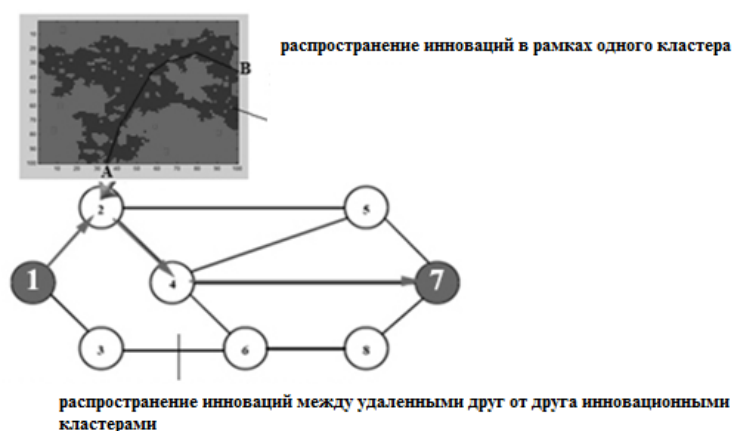 распространение инноваций в рамках одного кластера
B
A
2
5
1
4
7
3
6
8
распространение инноваций между удаленными друг от друга инновационными
кластерами